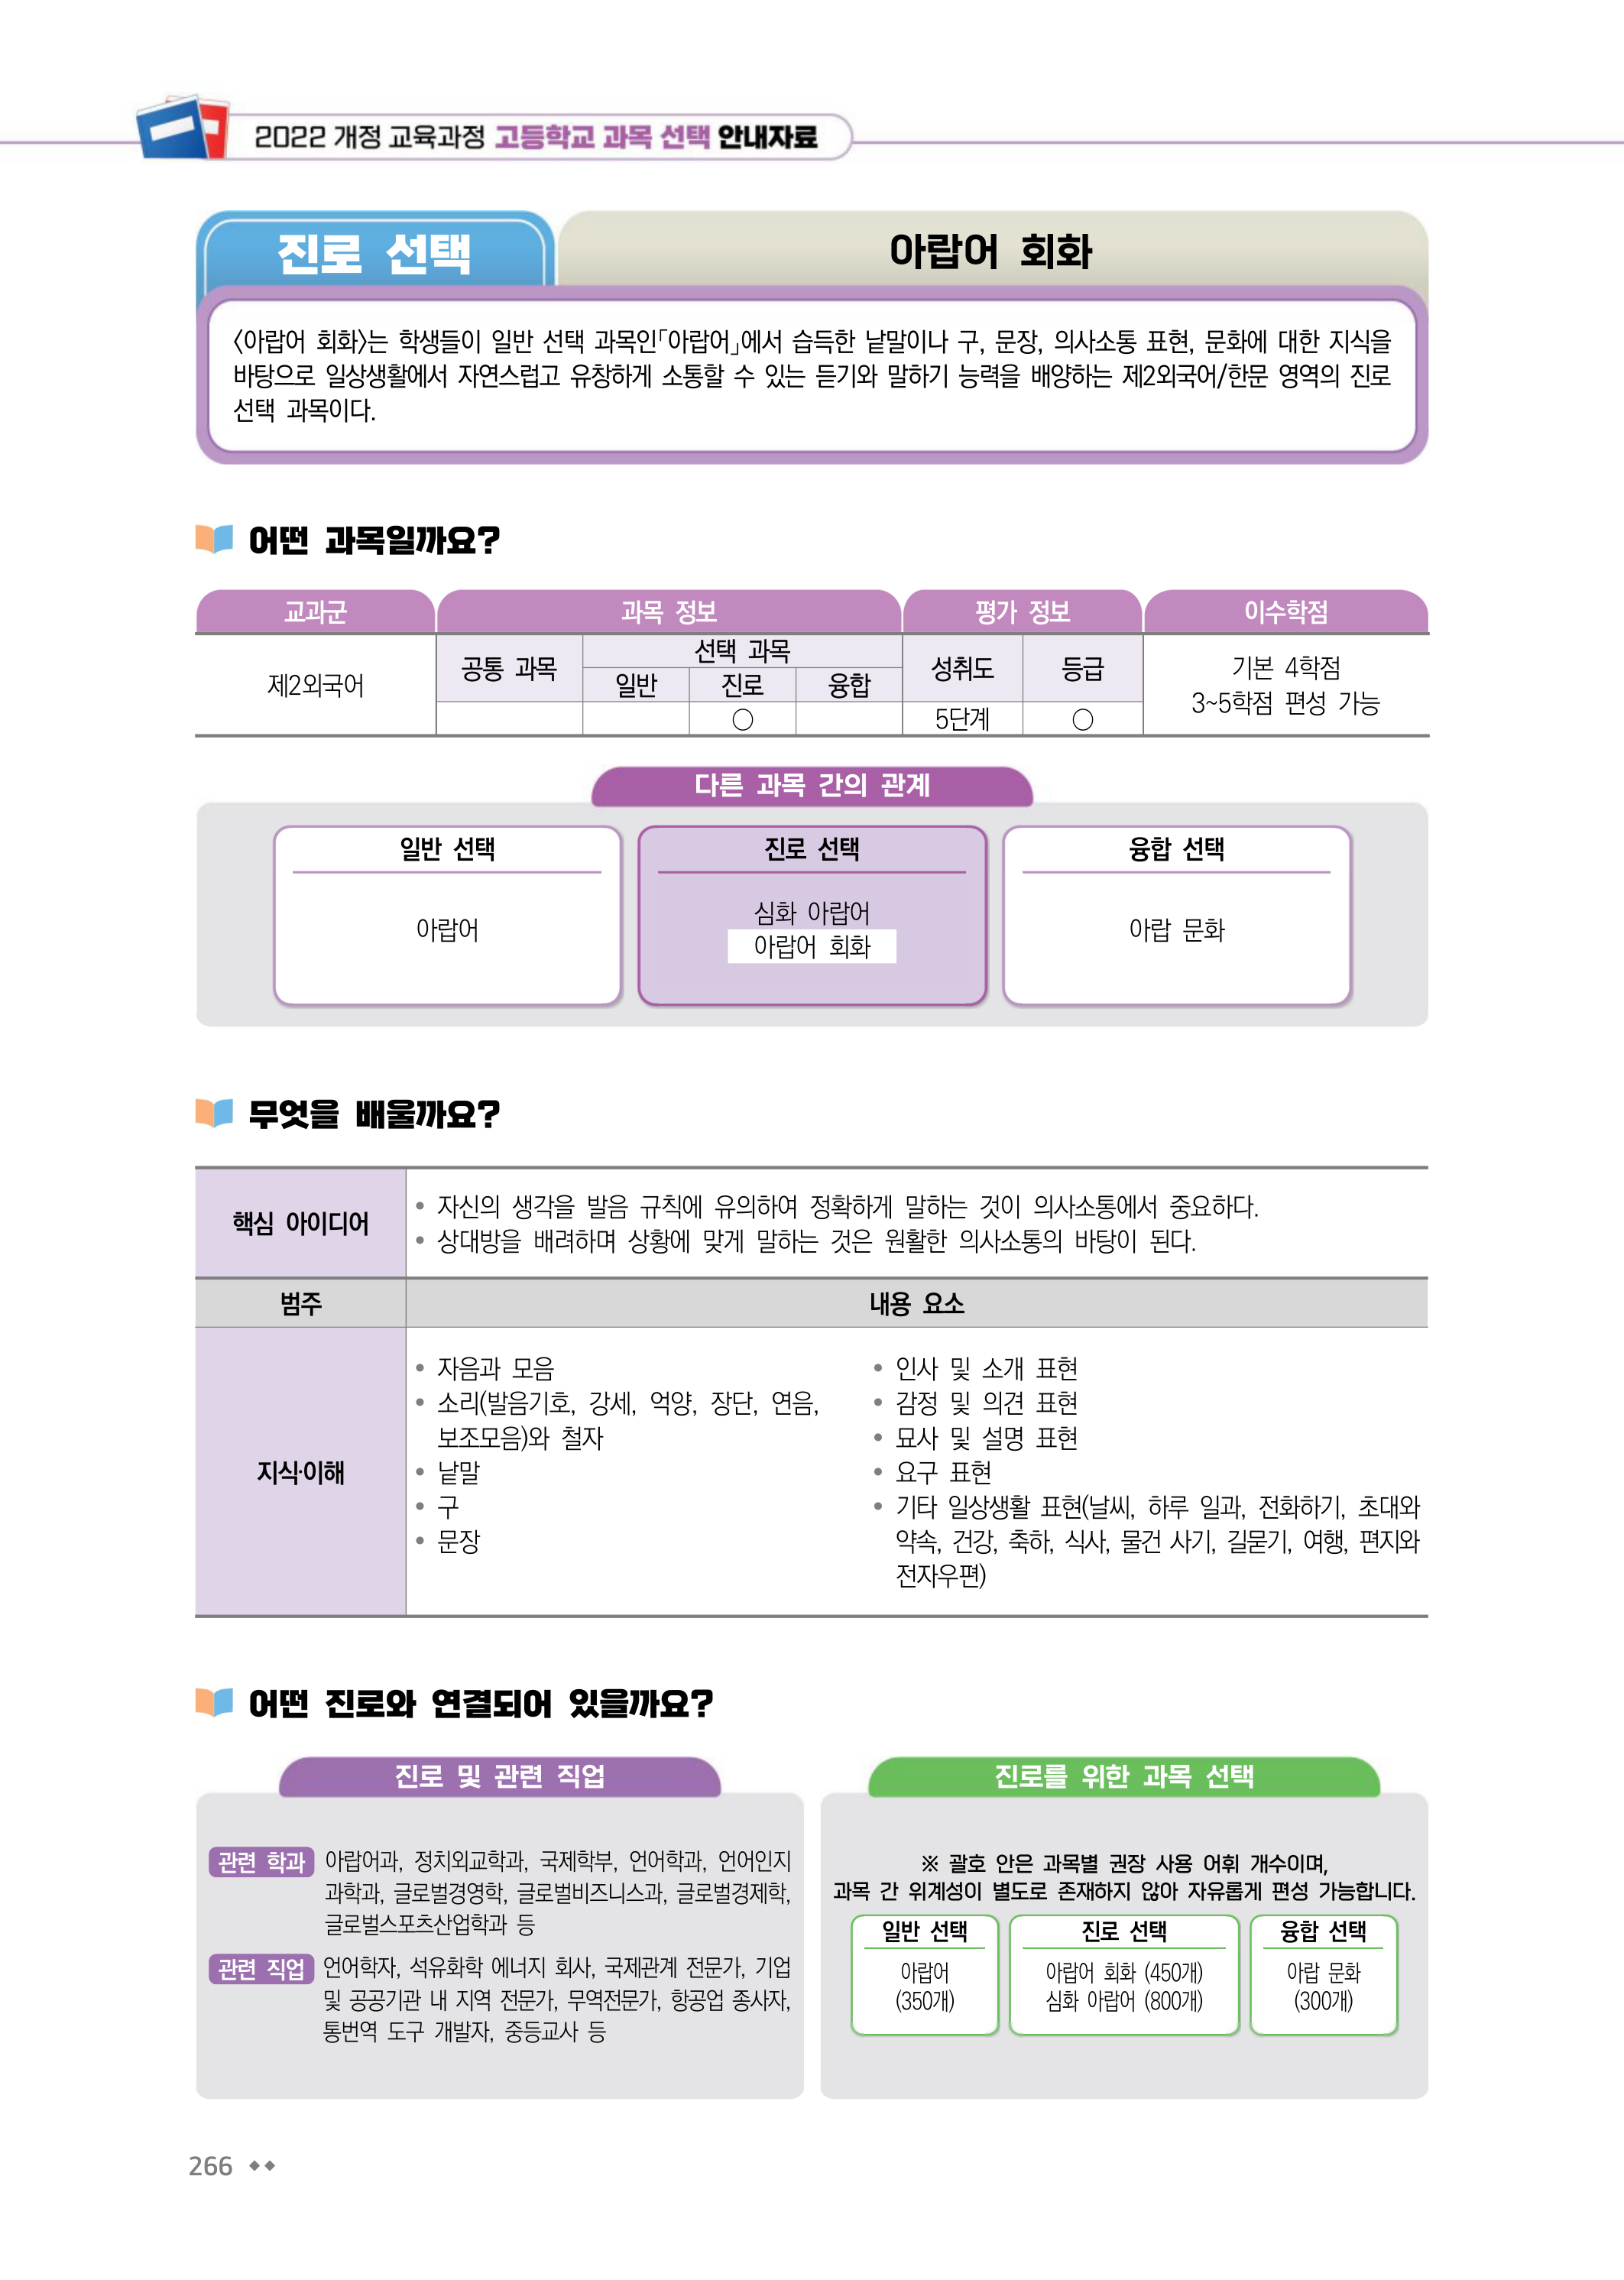 2022 개정 교육과정 고등학교 과목 선택 안내자료
진로 선택
아랍어 회화
〈아랍어 회화〉는 학생들이 일반 선택 과목인「아랍어」에서 습득한 낱말이나 구, 문장, 의사소통 표현, 문화에 대한 지식을
바탕으로 일상생활에서 자연스럽고 유창하게 소통할 수 있는 듣기와 말하기 능력을 배양하는 제2외국어/한문 영역의 진로
선택 과목이다.
어떤 과목일까요?
교과군 과목 정보 평가 정보 이수학점
제2외국어
공통 과목
선택 과목
일반 진로 융합
○
성취도 등급
5단계 ○
기본 4학점
3~5학점 편성 가능
다른 과목 간의 관계
일반 선택
아랍어
진로 선택
심화 아랍어
아랍어 회화
융합 선택
아랍 문화
무엇을 배울까요?
핵심 아이디어
• 자신의 생각을 발음 규칙에 유의하여 정확하게 말하는 것이 의사소통에서 중요하다.
• 상대방을 배려하며 상황에 맞게 말하는 것은 원활한 의사소통의 바탕이 된다.
범주 내용 요소
지식·이해
• 자음과 모음
• 소리(발음기호, 강세, 억양, 장단, 연음,
보조모음)와 철자
• 낱말
• 구
• 문장
• 인사 및 소개 표현
• 감정 및 의견 표현
• 묘사 및 설명 표현
• 요구 표현
• 기타 일상생활 표현(날씨, 하루 일과, 전화하기, 초대와
약속, 건강, 축하, 식사, 물건 사기, 길묻기, 여행, 편지와
전자우편)
어떤 진로와 연결되어 있을까요?
진로 및 관련 직업
관련 학과 아랍어과, 정치외교학과, 국제학부, 언어학과, 언어인지
과학과, 글로벌경영학, 글로벌비즈니스과, 글로벌경제학,
글로벌스포츠산업학과 등
관련 직업 언어학자, 석유화학 에너지 회사, 국제관계 전문가, 기업
및 공공기관 내 지역 전문가, 무역전문가, 항공업 종사자,
통번역 도구 개발자, 중등교사 등
진로를 위한 과목 선택
※ 괄호 안은 과목별 권장 사용 어휘 개수이며,
과목 간 위계성이 별도로 존재하지 않아 자유롭게 편성 가능합니다.
일반 선택
아랍어
(350개)
진로 선택
아랍어 회화 (450개)
심화 아랍어 (800개)
융합 선택
아랍 문화
(300개)
266 ◆◆